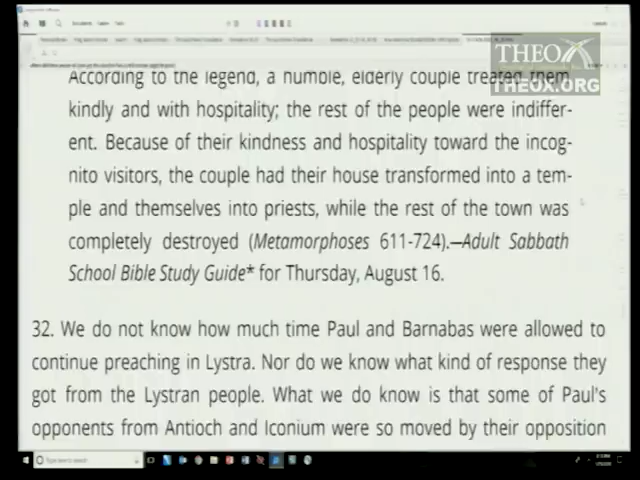 THEOX
THEOX.ORG
According to the legend, a humble, elderly couple treated them
kindly and with hospitality; the rest of the people were indiffer-
ent. Because of their kindness and hospitality toward the incog-
nito visitors, the couple had their house transformed into a tem-
ple and themselves into priests, while the rest of the town was
completely destroyed (Metamorphoses 611-724).—Adult Sabbath
School Bible Study Guide* for Thursday, August 16.
32. We do not know how much time Paul and Barnabas were allowed to
continue preaching in Lystra. Nor do we know what kind of response they
got from the Lystran people. What we do know is that some of Paul's
opponents from Antioch and Iconium were so moved by their opposition